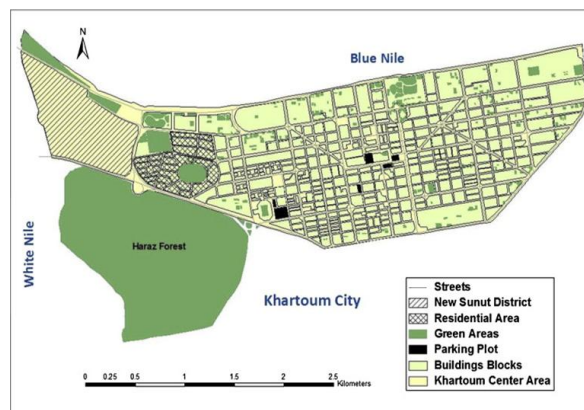 N
Blue Nile
White Nile
Haraz Forest
Khartoum City
Streets
New Sunut District
Residential Area
Green Areas
Parking Plot
Buildings Blocks
Khartoum Center Area
0 0.25 0.5 1 1.5 2 2.5
Kilometers